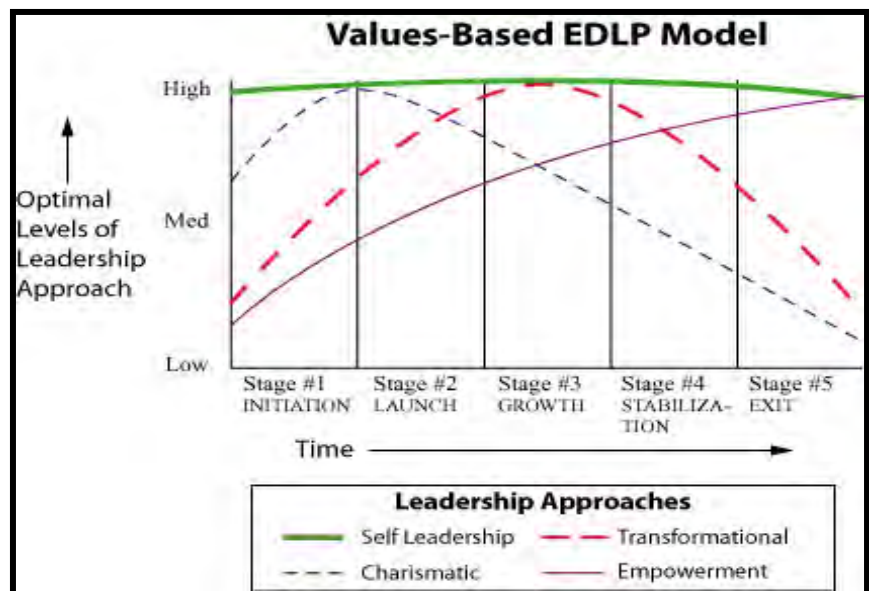 Values-Based EDLP Model
High
Optimal
Levels of
Leadership
Approach
Med
Low
Stage #1
INITIATION
Stage #2
LAUNCH
Stage #3
GROWTH
Stage #4
STABILIZA-
TION
Stage #5
EXIT
Time
Leadership Approaches
Self Leadership
Transformational
Charismatic
Empowerment